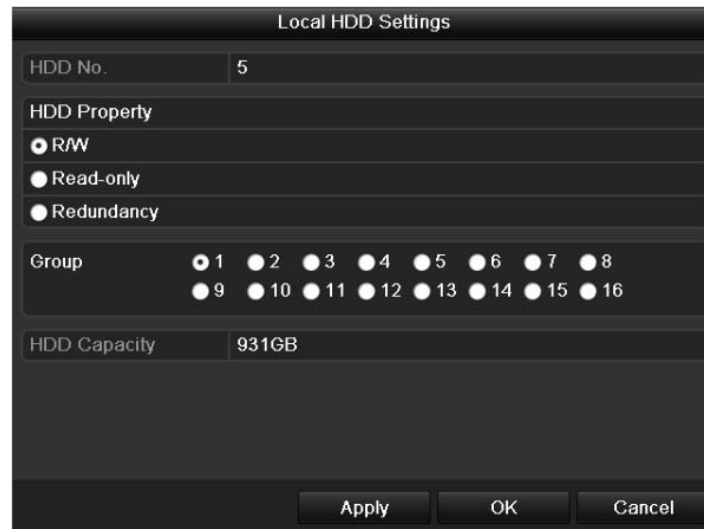 Local HDD Settings
HDD No. 5
HDD Property
R/W
Read-only
Redundancy
Group 1 2 3 4 5 6 7 8
9 10 11 12 13 14 15 16
HDD Capacity 931GB
Apply OK Cancel